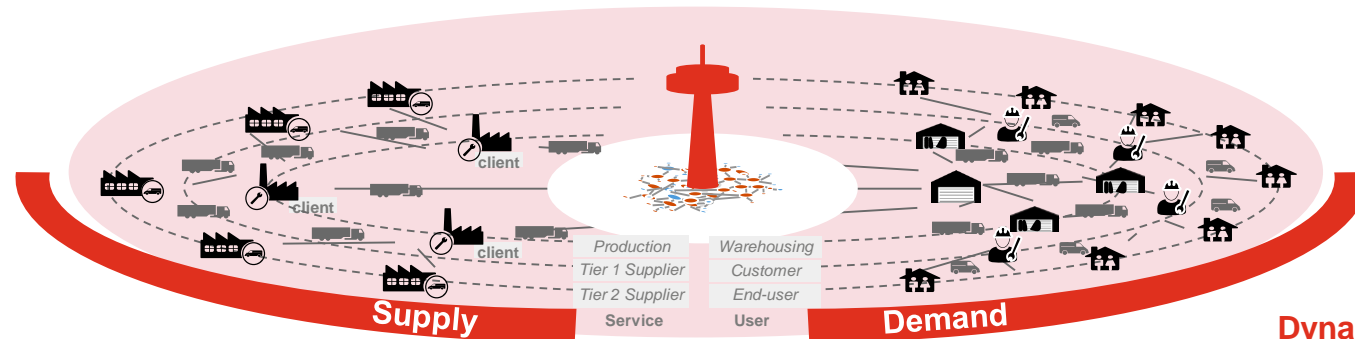 client
client
client
Production
Warehousing
Tier 1 Supplier
Customer
Tier 2 Supplier
End-user
Supply
Service
User
Demand
Dyna